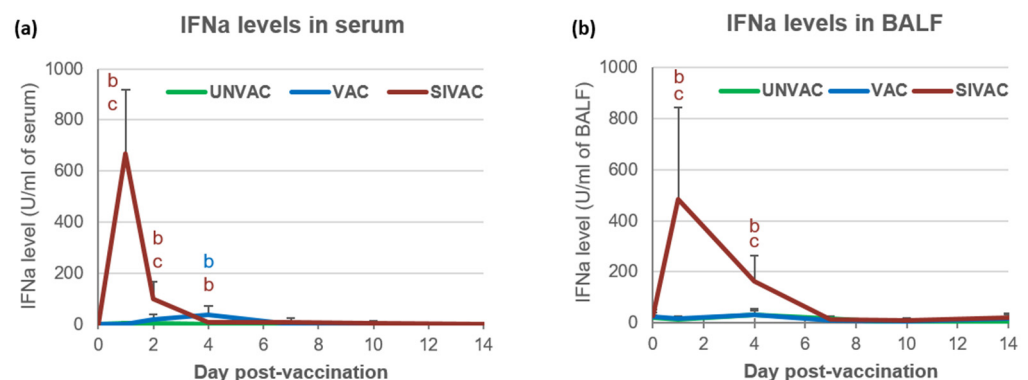 (a)
IFNa levels in serum
IFNa level (U/ml of serum)
1000
800
600
400
200
0
UNVAC VAC SIVAC
b
c
b
c
b
b
0 2 4 6 8 10 12 14
Day post-vaccination
(b)
IFNa levels in BALF
IFNa level (U/ml of BALF)
1000
800
600
400
200
0
UNVAC VAC SIVAC
b
c
b
c
0 2 4 6 8 10 12 14
Day post-vaccination